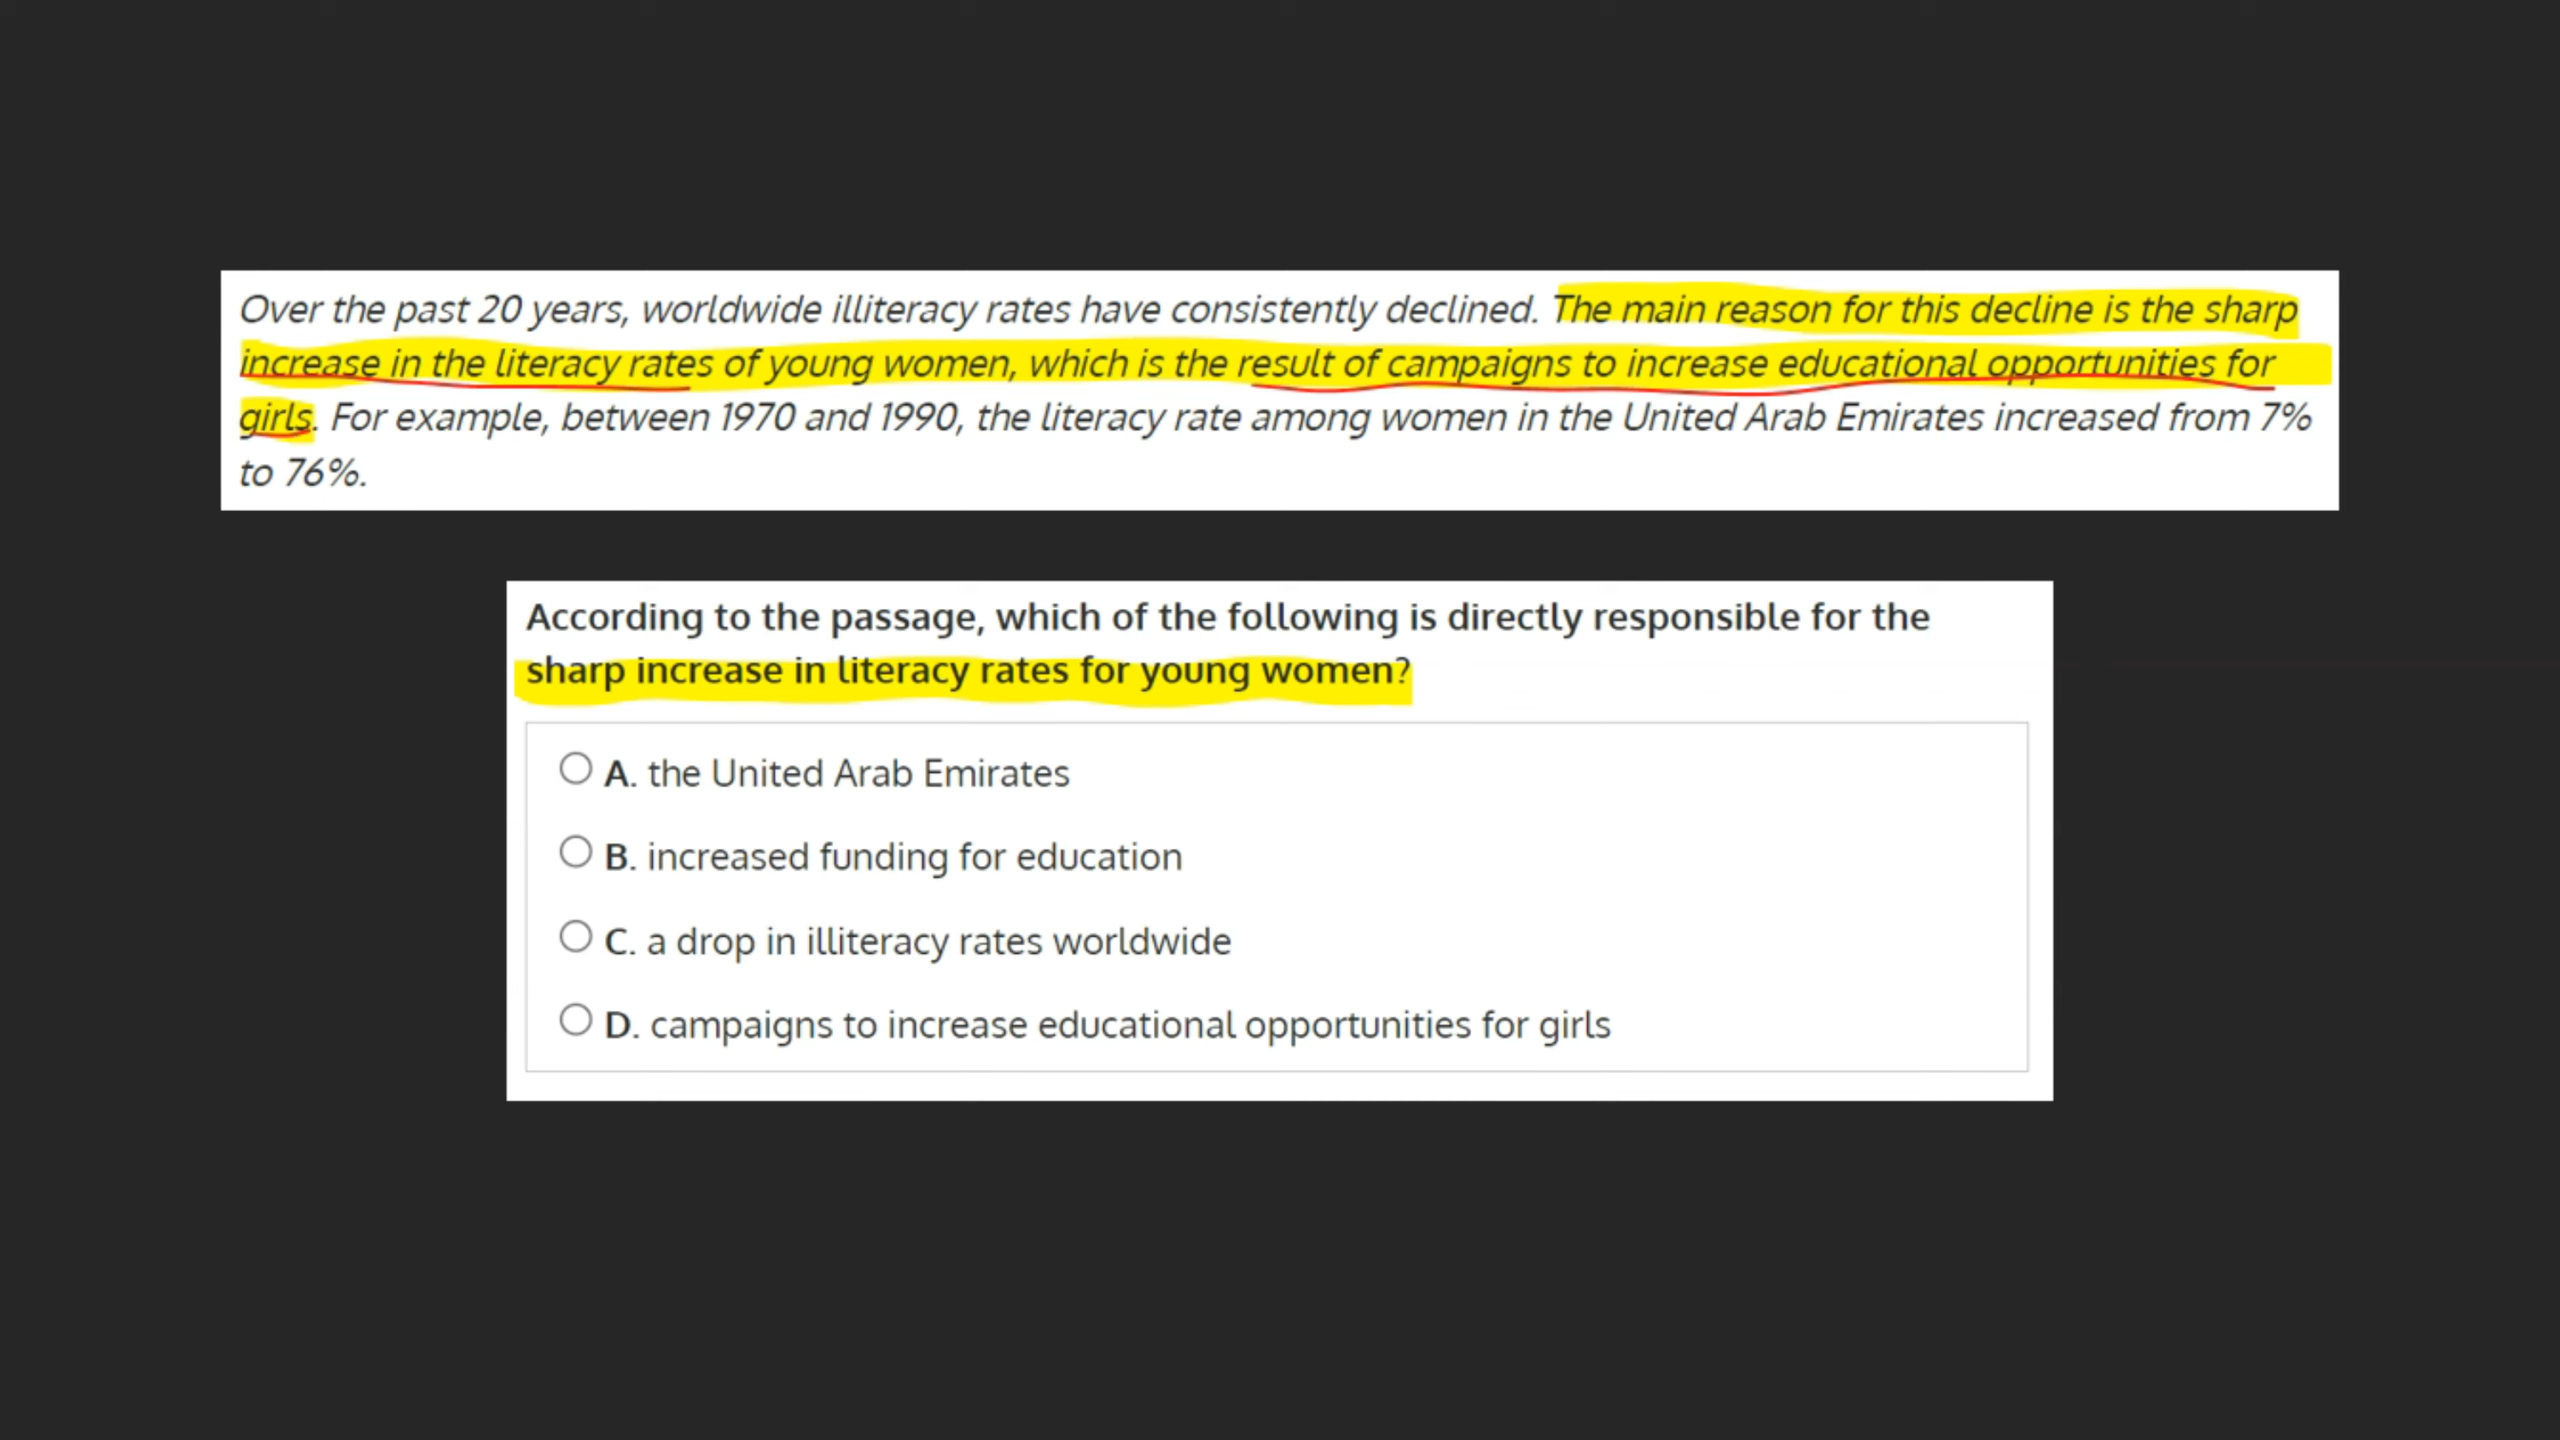 Over the past 20 years, worldwide illiteracy rates have consistently declined. The main reason for this decline is the sharp
increase in the literacy rates of young women, which is the result of campaigns to increase educational opportunities for
girls. For example, between 1970 and 1990, the literacy rate among women in the United Arab Emirates increased from 7%
to 76%.
According to the passage, which of the following is directly responsible for the
sharp increase in literacy rates for young women?
A. the United Arab Emirates
B. increased funding for education
C. a drop in illiteracy rates worldwide
D. campaigns to increase educational opportunities for girls